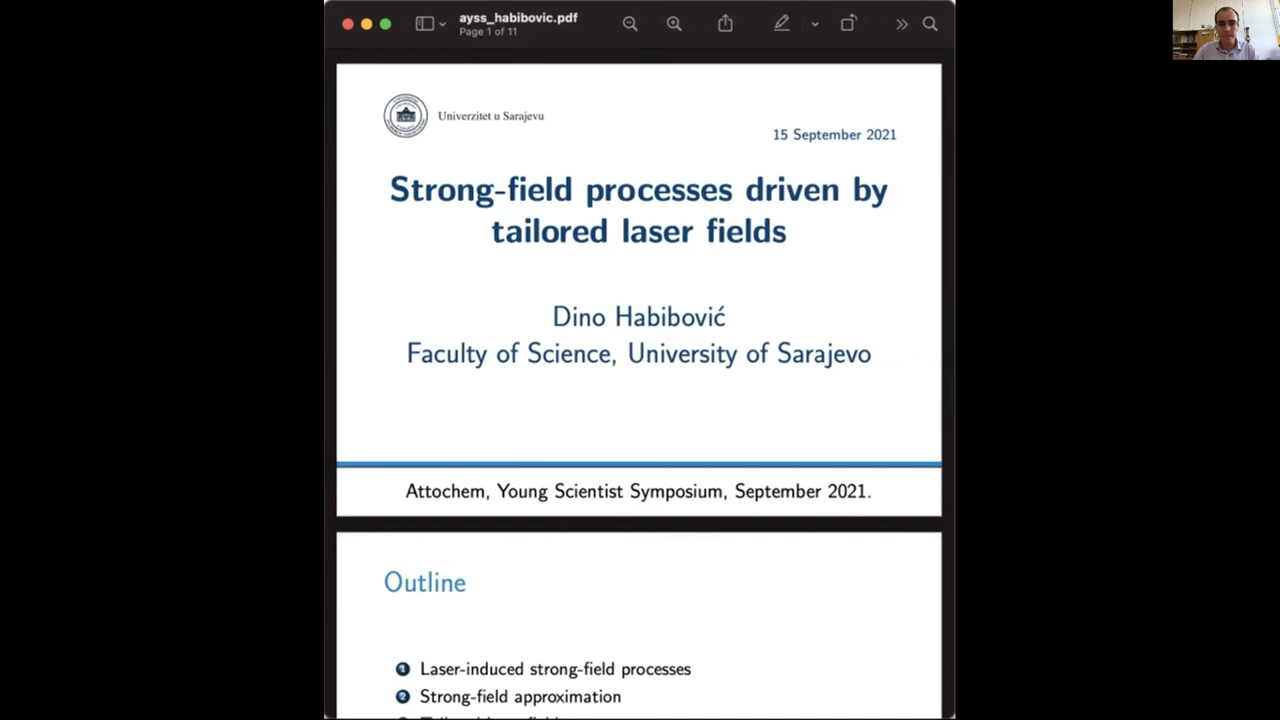 ayss_habibovic.pdf
Page 1 of 11
Univerzitet u Sarajevu
15 September 2021
Strong-field processes driven by
tailored laser fields
Dino Habibović
Faculty of Science, University of Sarajevo
Attochem, Young Scientist Symposium, September 2021.
Outline
1 Laser-induced strong-field processes
2 Strong-field approximation